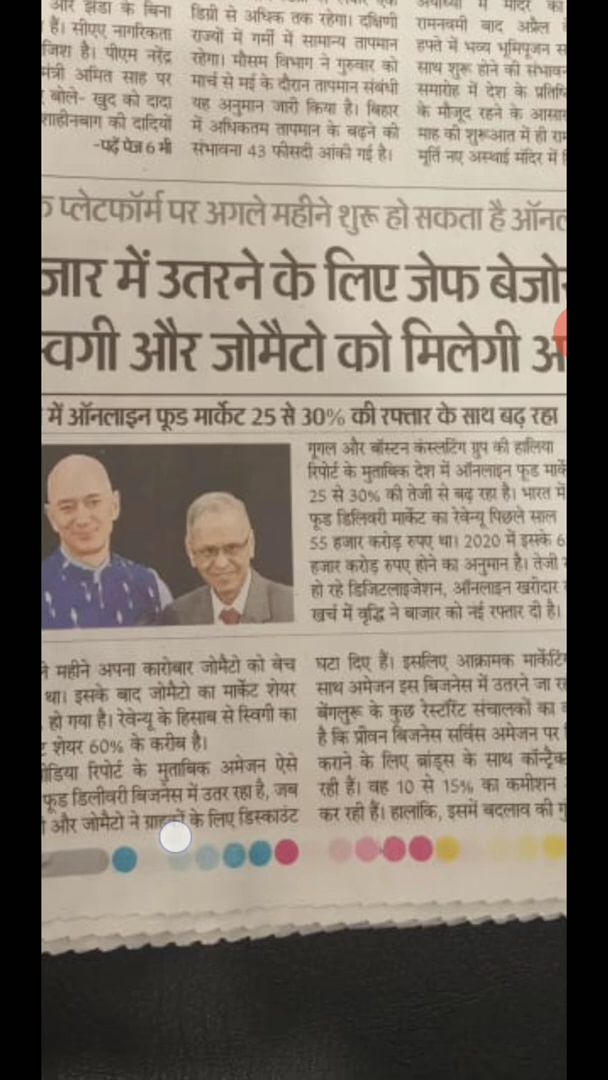 और झंडा के बिना
हैं। सीएए नागरिकता
पीएम नरेंद्र
अमित साह पर
बोले- खुद को दादा
शाहीनबाग की दादियों
-पढ़ें पेज 6 भी
डिग्री से अधिक तक रहेगा। दक्षिणी
राज्यों में गर्मी में सामान्य तापमान
रहेगा। मौसम विभाग ने गुरुवार को
मार्च से मई के दौरान तापमान संबंधी
यह अनुमान जारी किया है। बिहार
में अधिकतम तापमान के बढ़ने की
संभावना 43 फीसदी आंकी गई है।
रामनवमी बाद अप्रैल
हफ्ते में भव्य भूमिपूजन
साथ शुरू होने की
समारोह में देश के
के मौजूद रहने के
माह की शुरूआत में ही
मूर्ति नए अस्थाई मंदिर में
प्लेटफॉर्म पर अगले महीने शुरू हो सकता है
में उतरने के लिए जेफ
और जोमैटो को मिलेगी
में ऑनलाइन फूड मार्केट 25 से 30% की रफ्तार के साथ बढ़ रहा
गूगल और बॉस्टन कंस्लटिंग ग्रुप की हालिया
रिपोर्ट के मुताबिक देश में ऑनलाइन फूड
25 से 30% की तेजी से बढ़ रहा है। भारत में
फूड डिलिवरी मार्केट का रेवेन्यू पिछले साल
55 हजार करोड़ रुपए था। 2020 में इसके
हजार करोड़ रुपए होने का अनुमान है। तेजी
हो रहे डिजिटलाइजेशन, ऑनलाइन खरीदार
खर्च में वृद्धि ने बाजार को नई रफ्तार दी है।
महीने अपना कारोबार जोमैटो को बेच
था। इसके बाद जोमैटो का मार्केट शेयर
हो गया है। रेवेन्यू के हिसाब से स्विगी का
शेयर 60% के करीब है।
रिपोर्ट के मुताबिक अमेजन ऐसे
फूड डिलीवरी बिजनेस में उतर रहा है, जब
और जोमैटो ने ग्राहकों के लिए डिस्काउंट
घटा दिए हैं। इसलिए आक्रामक
साथ अमेजन इस बिजनेस में उतरने जा
बेंगलुरू के कुछ रेस्टॉरेंट संचालकों का
है कि प्रीवन बिजनेस सर्विस अमेजन पर
कराने के लिए ब्रांड्स के साथ
रही हैं। वह 10 से 15% का कमीशन
कर रही हैं। हालांकि, इसमें बदलाव की